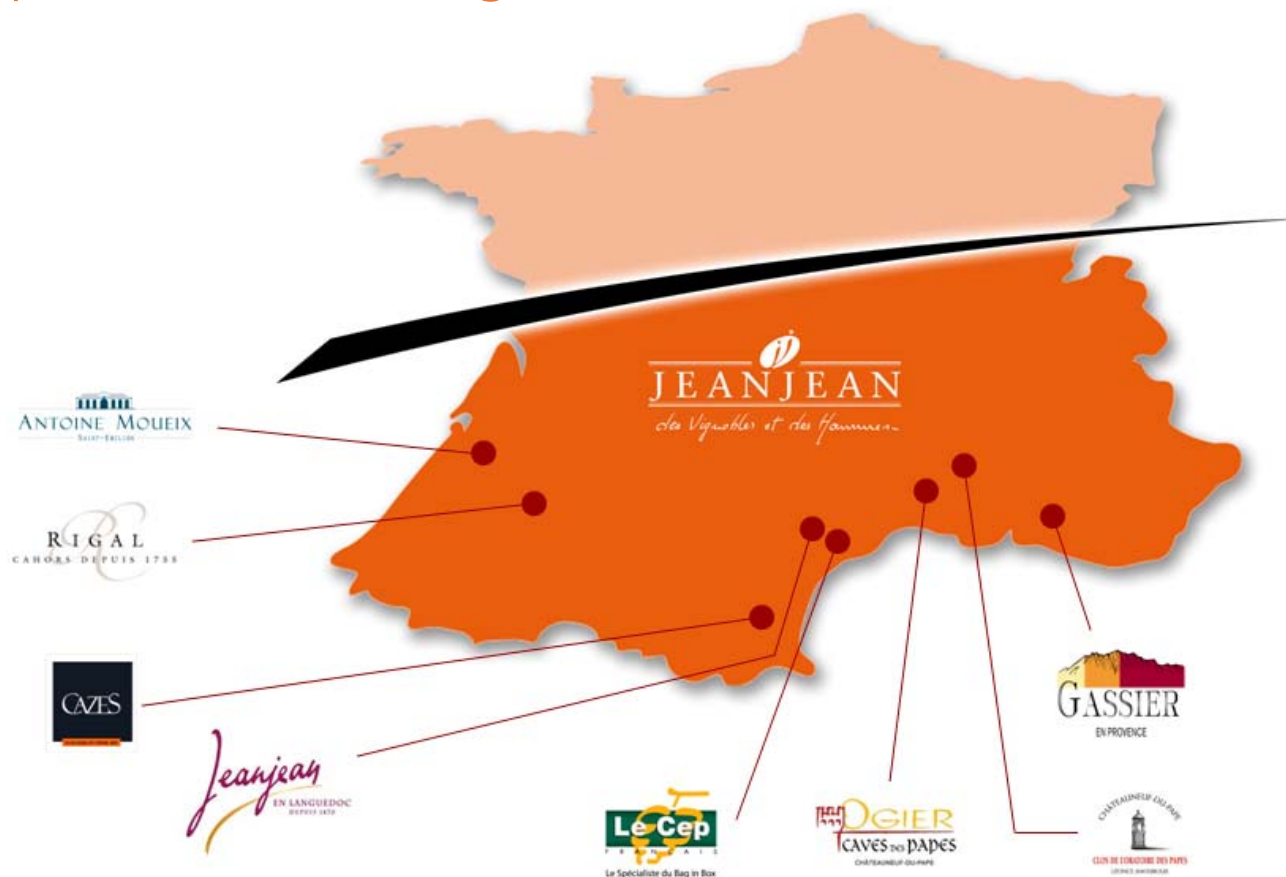 JEANJEAN
des Vignobles et des Hommes
ANTOINE MOUEIX
SAINT-EMILION
RIGAL
CAHORS DEPUIS 1755
CAZES
Jeanjean
EN LANGUEDOC
DEPUIS 1870
Le Cep
FRANÇAIS
Le Spécialiste du Bag in Box
OGIER
CAVES DES PAPES
CHÂTEAUNEUF-DU-PAPE
GASSIER
EN PROVENCE
CHÂTEAUNEUF-DU-PAPE
CLOS DE L'ORATOIRE DES PAPES